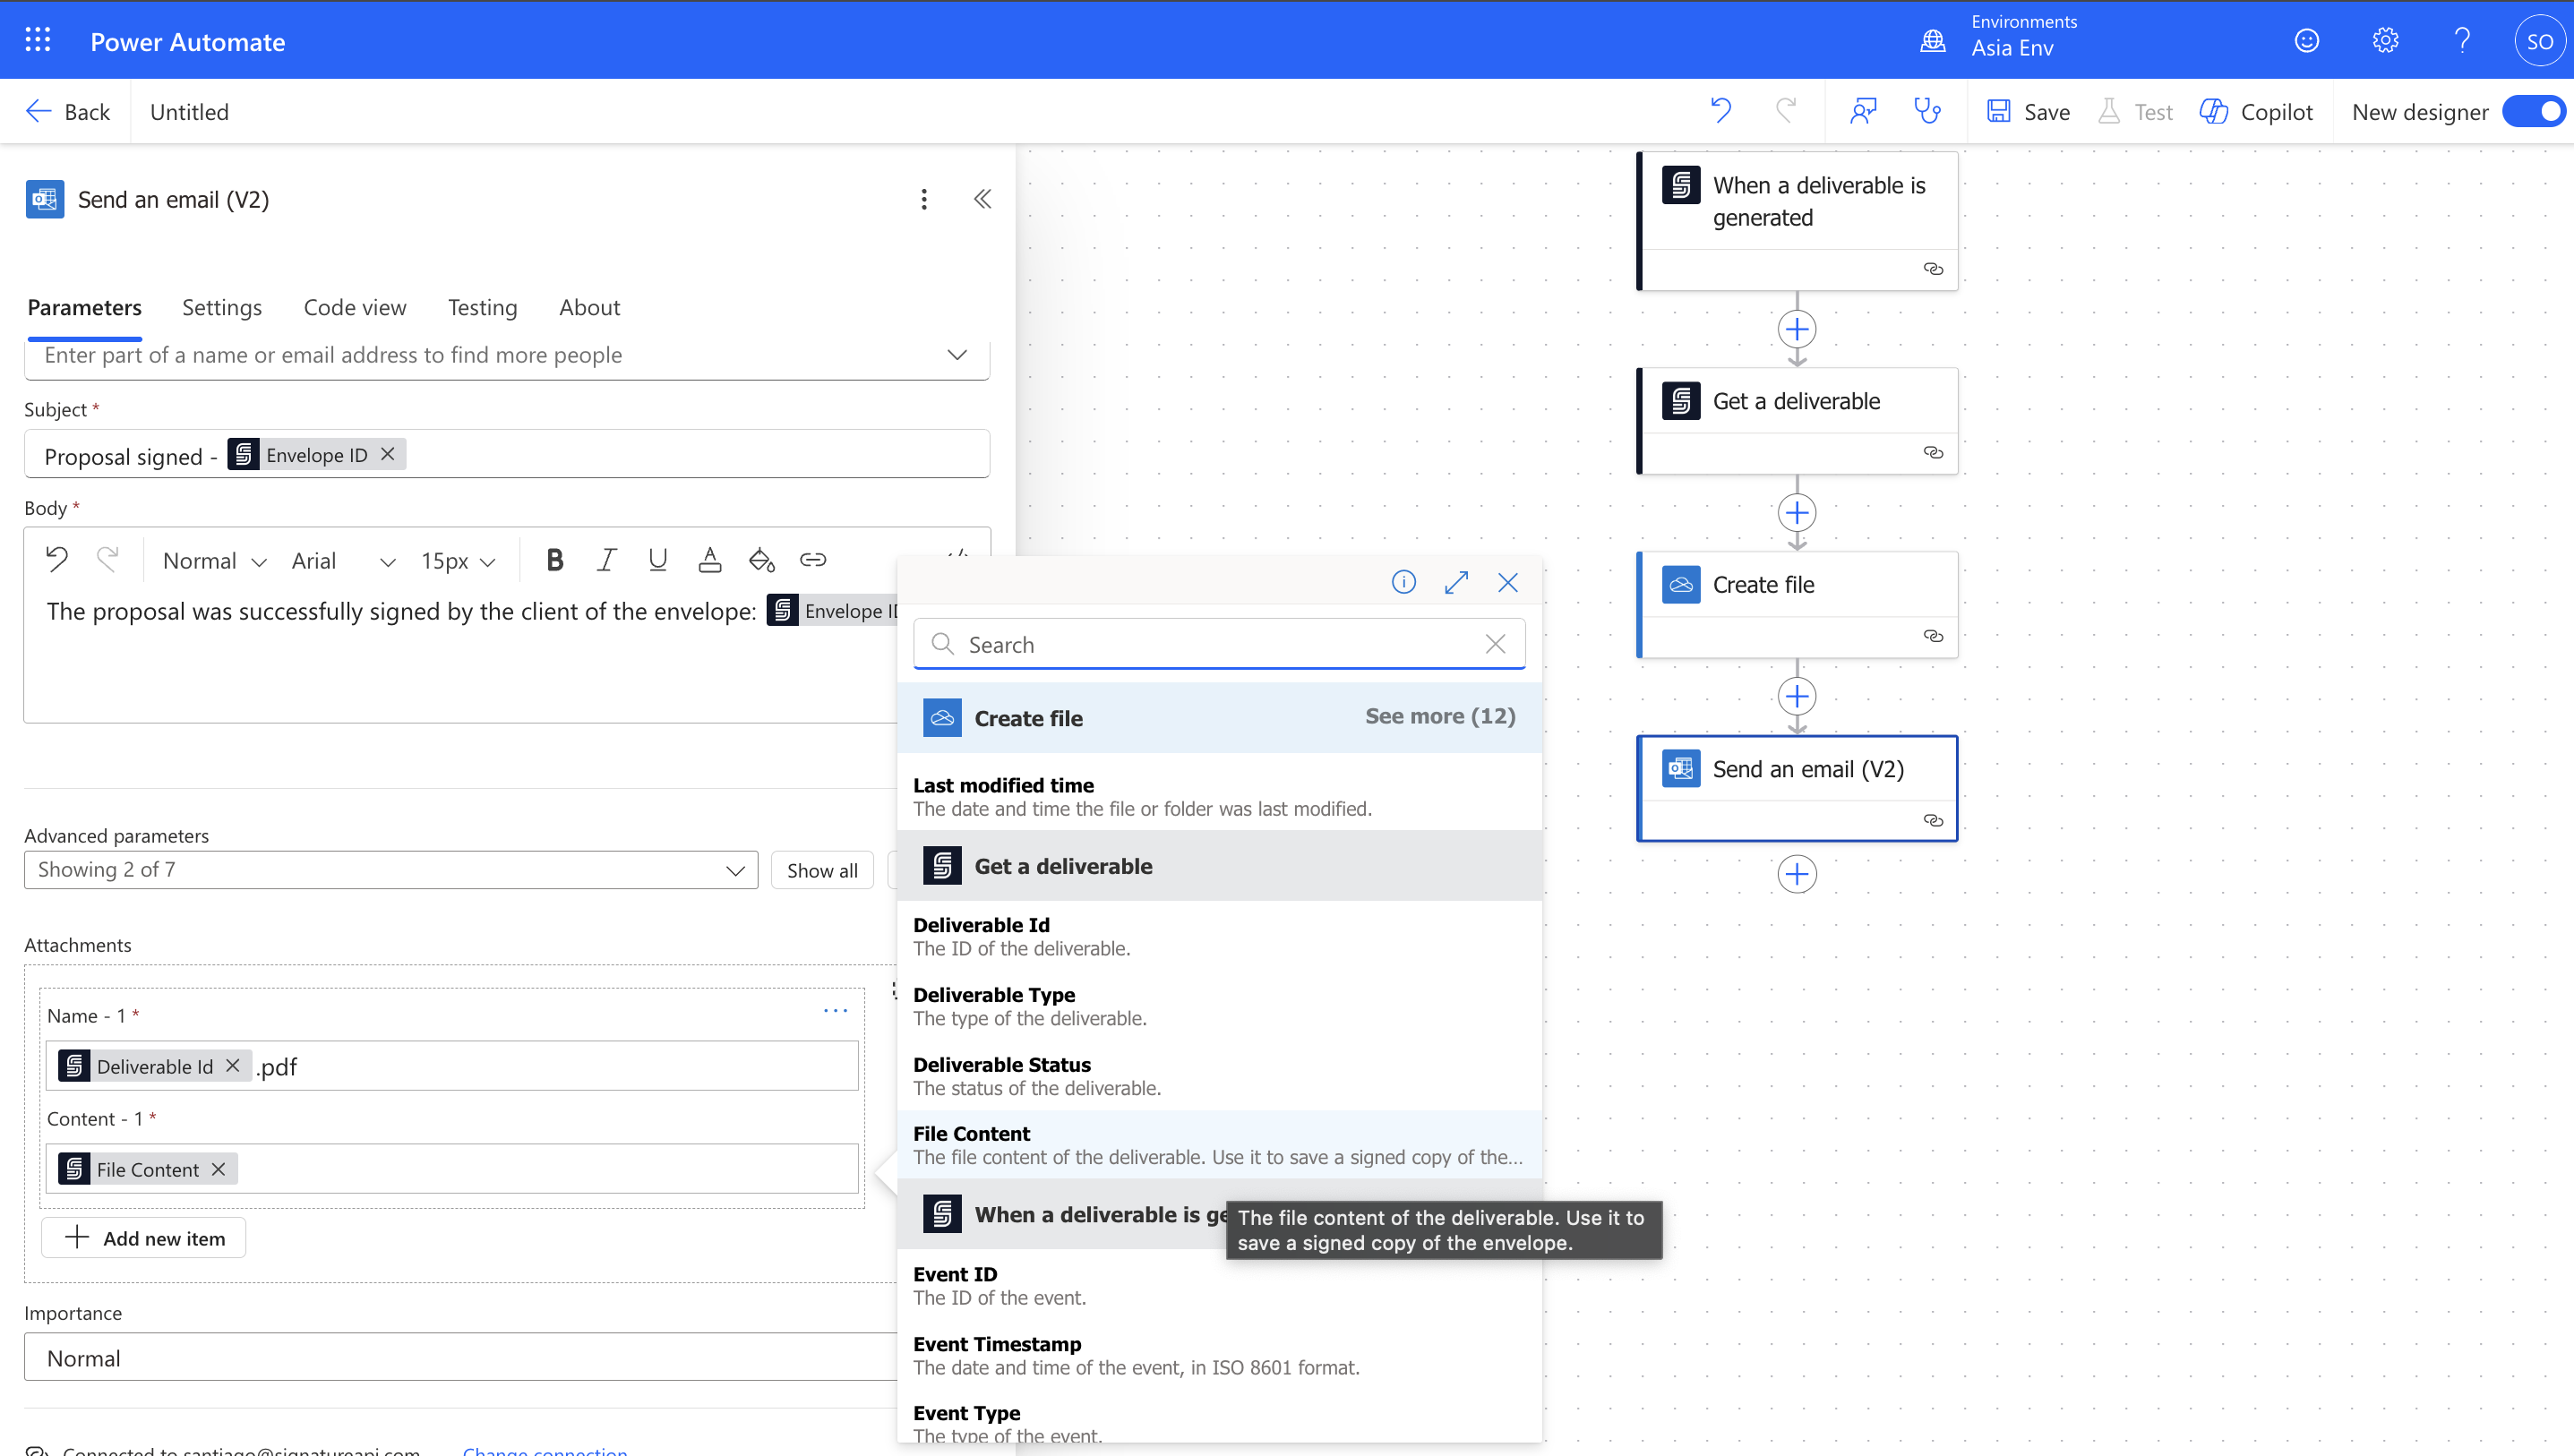 Power Automate
Environments
Asia Env
SO
Back
Untitled
Save
Test
Copilot
New designer
Send an email (V2)
Parameters
Settings
Code view
Testing
About
Enter part of a name or email address to find more people
Subject *
Proposal signed - Envelope ID
Body *
Normal
Arial
15px
The proposal was successfully signed by the client of the envelope: Envelope ID
Advanced parameters
Showing 2 of 7
Show all
Attachments
Name - 1 *
Deliverable Id .pdf
Content - 1 *
File Content
Add new item
Importance
Normal
Connected to santiago@signatureapi.com
Change connection
Search
Create file
See more (12)
Last modified time
The date and time the file or folder was last modified.
Get a deliverable
Deliverable Id
The ID of the deliverable.
Deliverable Type
The type of the deliverable.
Deliverable Status
The status of the deliverable.
File Content
The file content of the deliverable. Use it to save a signed copy of the...
When a deliverable is ge
The file content of the deliverable. Use it to
save a signed copy of the envelope.
Event ID
The ID of the event.
Event Timestamp
The date and time of the event, in ISO 8601 format.
Event Type
The type of the event.
When a deliverable is
generated
Get a deliverable
Create file
Send an email (V2)